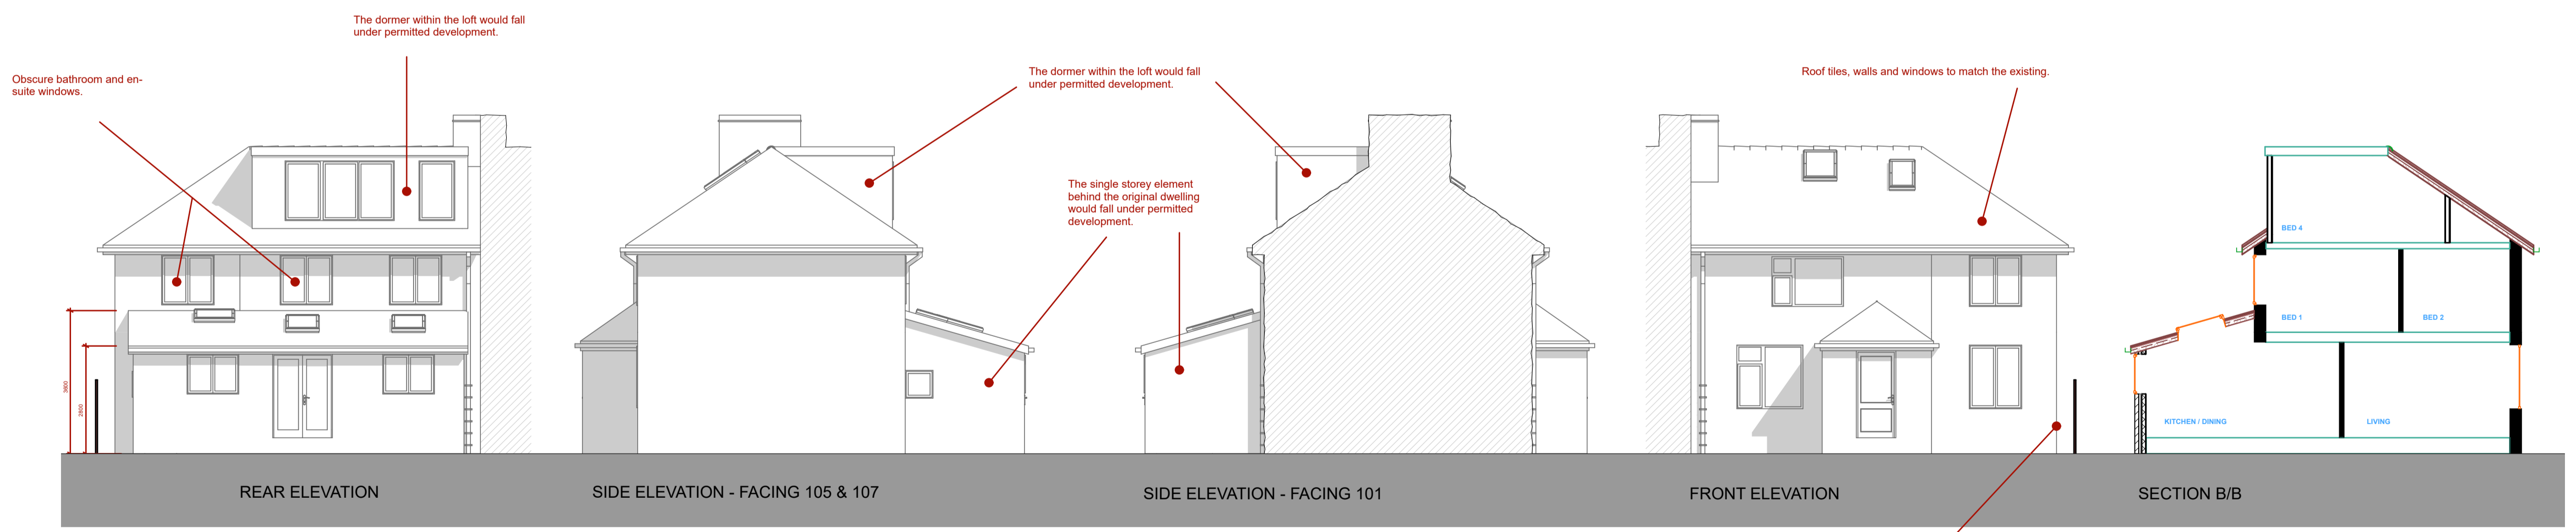 The dormer within the loft would fall
under permitted development.
Obscure bathroom and en-
suite windows.
The dormer within the loft would fall
under permitted development.
Roof tiles, walls and windows to match the existing.
The single storey element
behind the original dwelling
would fall under permitted
development.
BED 4
BED 1
BED 2
3600
2600
KITCHEN / DINING
LIVING
REAR ELEVATION
SIDE ELEVATION - FACING 105 & 107
SIDE ELEVATION - FACING 101
FRONT ELEVATION
SECTION B/B